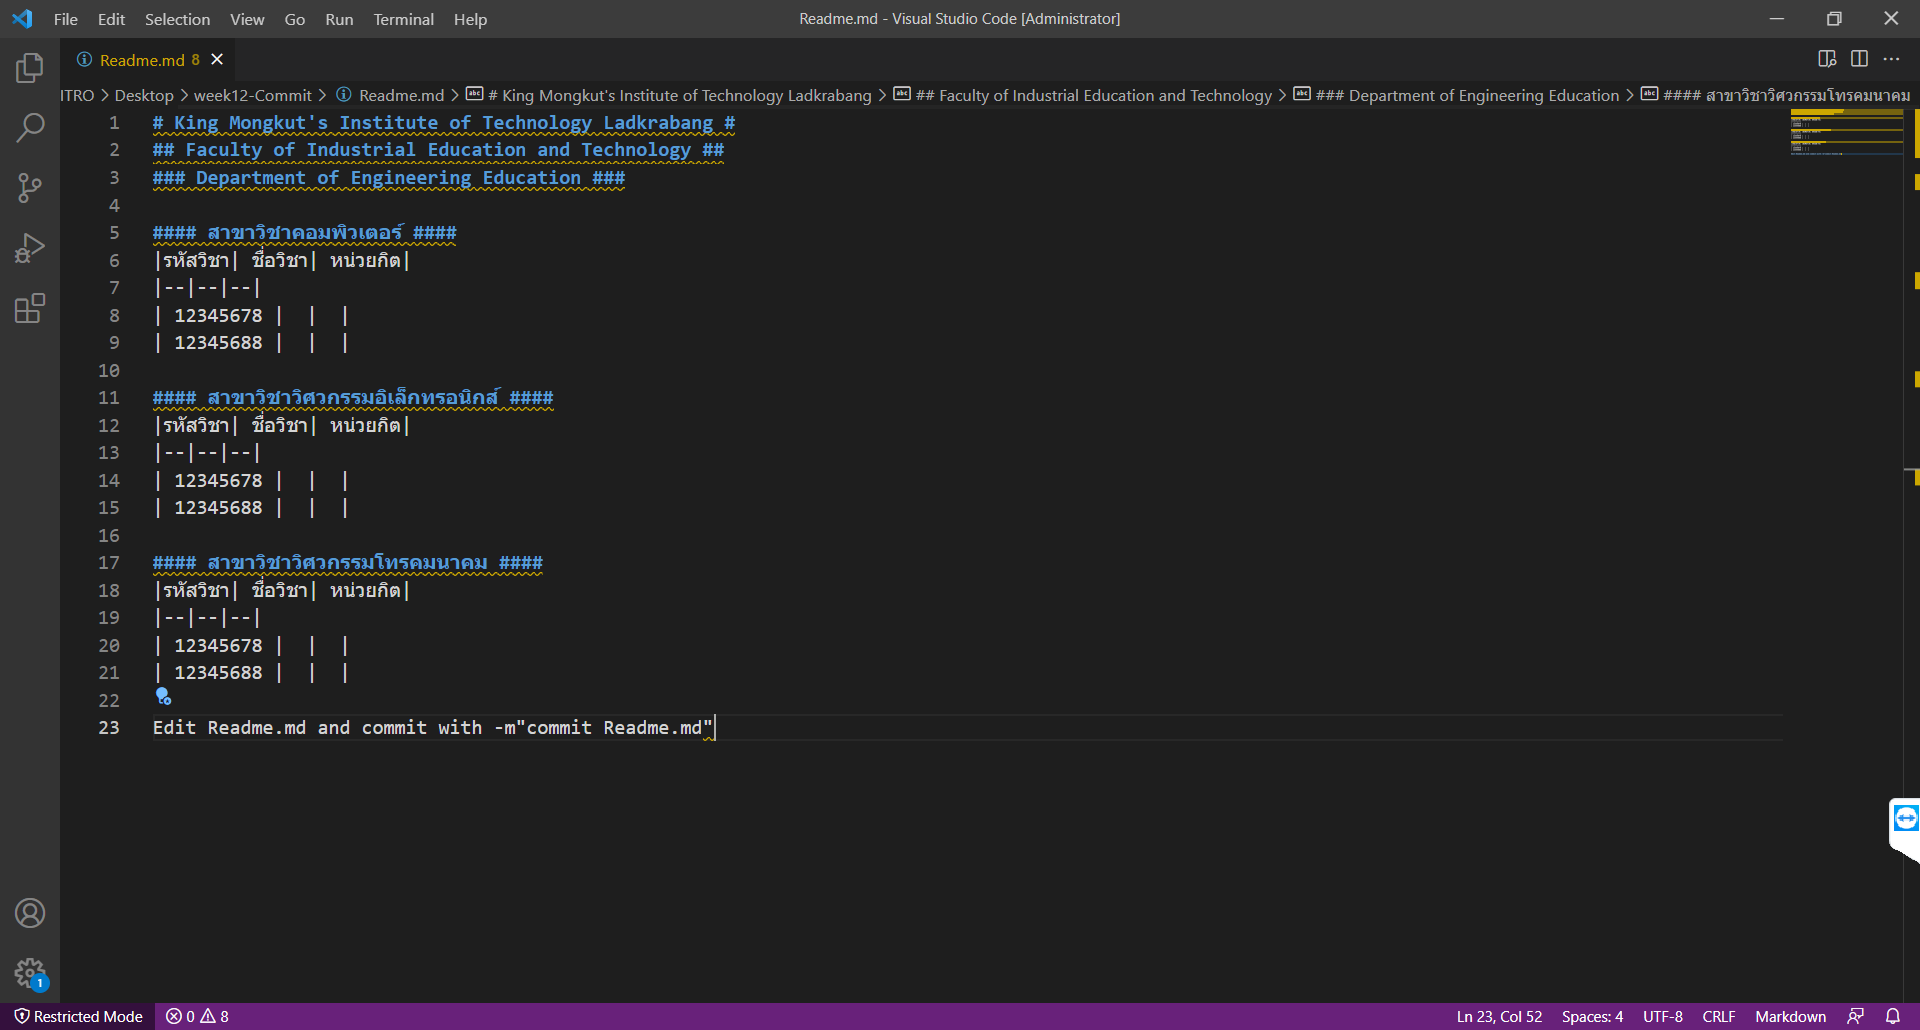 File Edit Selection View Go Run Terminal Help Readme.md - Visual Studio Code [Administrator]
Readme.md 8
ITRO > Desktop > week12-Commit > Readme.md > # King Mongkut's Institute of Technology Ladkrabang > ## Faculty of Industrial Education and Technology > ### Department of Engineering Education > #### สาขาวิชาวิศวกรรมโทรคมนาคม
1 # King Mongkut's Institute of Technology Ladkrabang #
2 ## Faculty of Industrial Education and Technology ##
3 ### Department of Engineering Education ###
4
5 #### สาขาวิชาคอมพิวเตอร์ ####
6 |รหัสวิชา| ชื่อวิชา| หน่วยกิต|
7 |--|--|--|
8 | 12345678 |  |  |
9 | 12345688 |  |  |
10
11 #### สาขาวิชาวิศวกรรมอิเล็กทรอนิกส์ ####
12 |รหัสวิชา| ชื่อวิชา| หน่วยกิต|
13 |--|--|--|
14 | 12345678 |  |  |
15 | 12345688 |  |  |
16
17 #### สาขาวิชาวิศวกรรมโทรคมนาคม ####
18 |รหัสวิชา| ชื่อวิชา| หน่วยกิต|
19 |--|--|--|
20 | 12345678 |  |  |
21 | 12345688 |  |  |
22
23 Edit Readme.md and commit with -m"commit Readme.md"
1
Restricted Mode 0 8 Ln 23, Col 52 Spaces: 4 UTF-8 CRLF Markdown